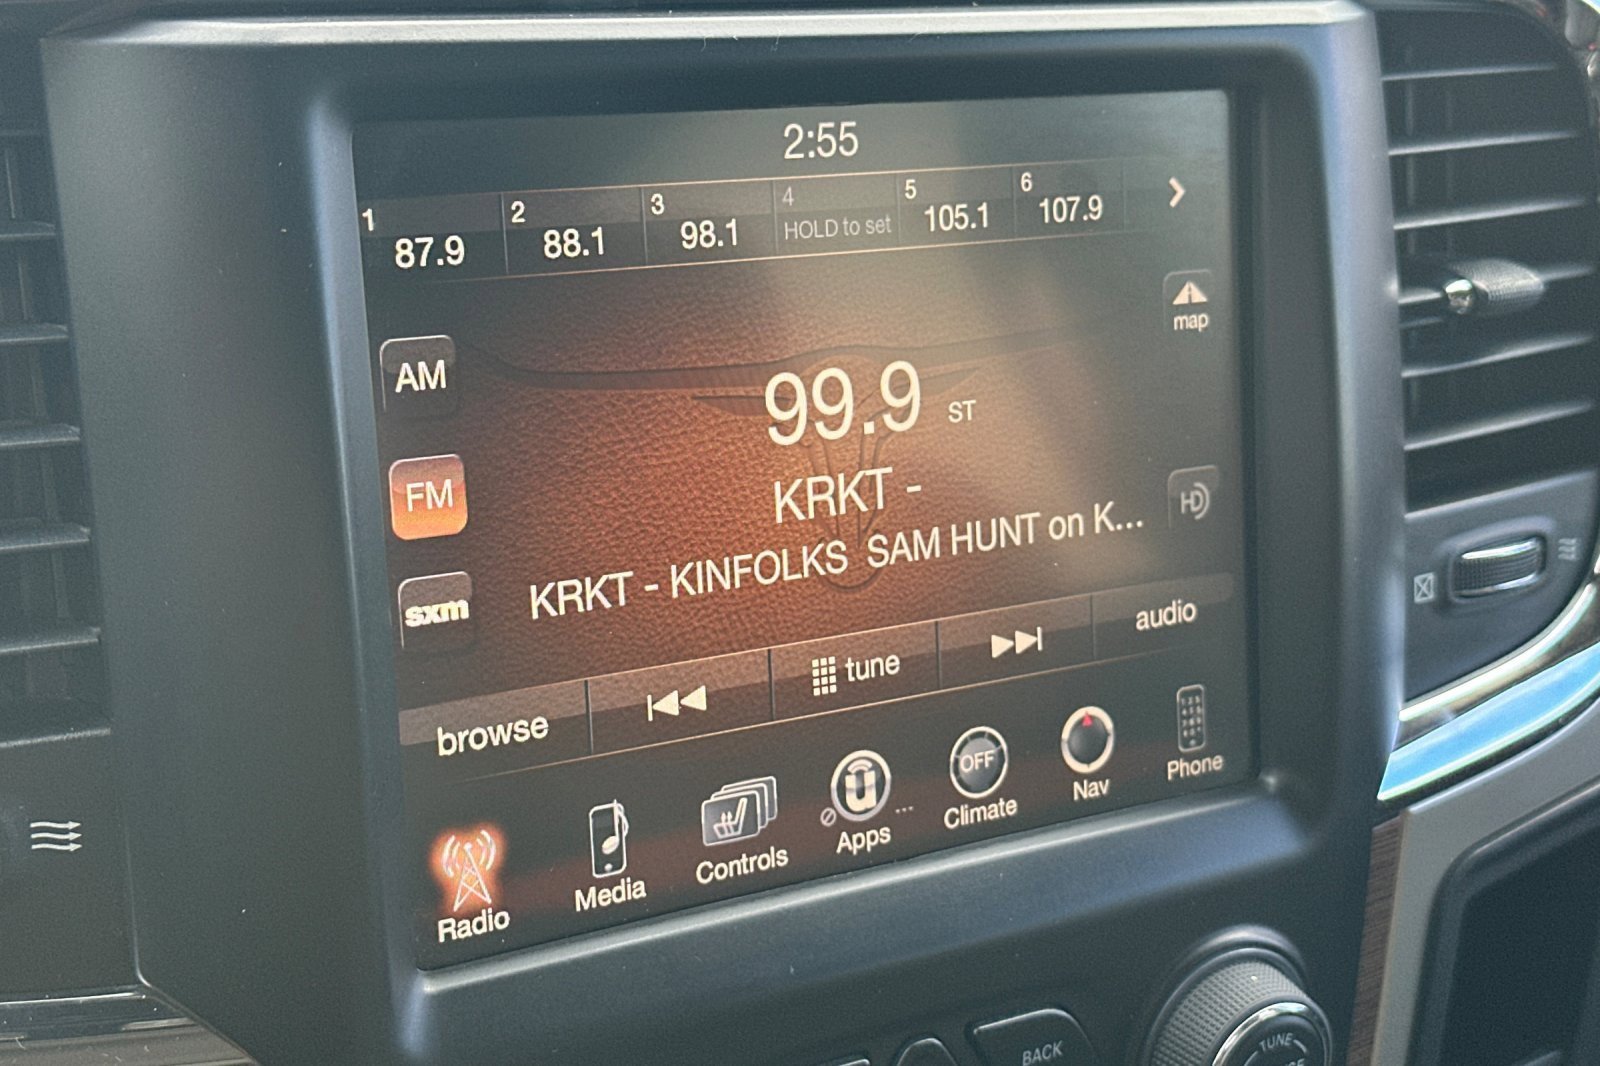 2:55
1 87.9 2 88.1 3 98.1 4 HOLD to set 5 105.1 6 107.9
map
AM
99.9 ST
FM
KRKT -
HD
sxm
KRKT - KINFOLKS SAM HUNT on K...
browse tune audio
Radio Media Controls Apps ... OFF Climate Nav Phone
BACK
TUNE